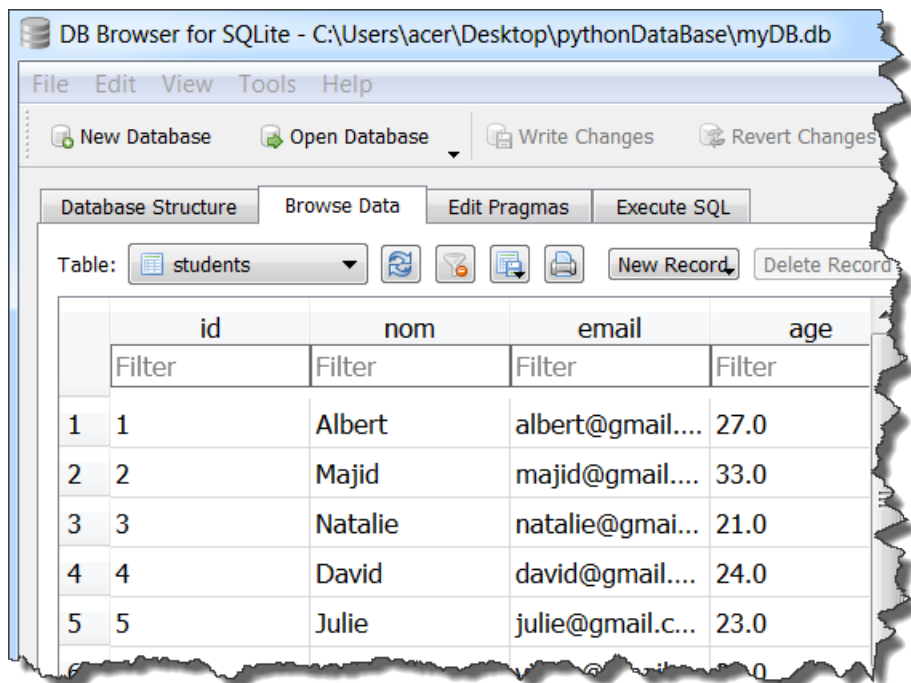 DB Browser for SQLite - C:\Users\acer\Desktop\pythonDataBase\myDB.db
File Edit View Tools Help
New Database Open Database Write Changes Revert Changes
Database Structure Browse Data Edit Pragmas Execute SQL
Table: students New Record Delete Record
id nom email age
Filter Filter Filter Filter
1 1 Albert albert@gmail.... 27.0
2 2 Majid majid@gmail.... 33.0
3 3 Natalie natalie@gmai... 21.0
4 4 David david@gmail.... 24.0
5 5 Julie julie@gmail.c... 23.0